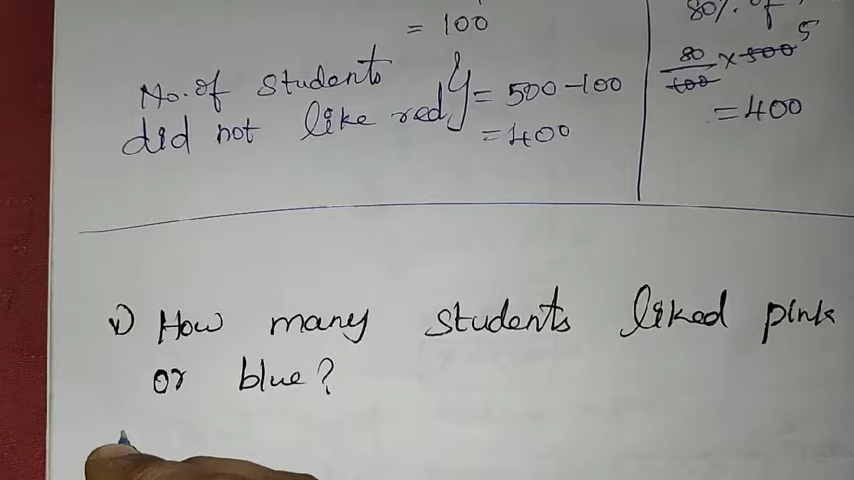 = 100
No. of students
did not like red } = 500 - 100
= 400
80% of
80/100 × 500 5
= 400
v) How many students liked pink
or blue?